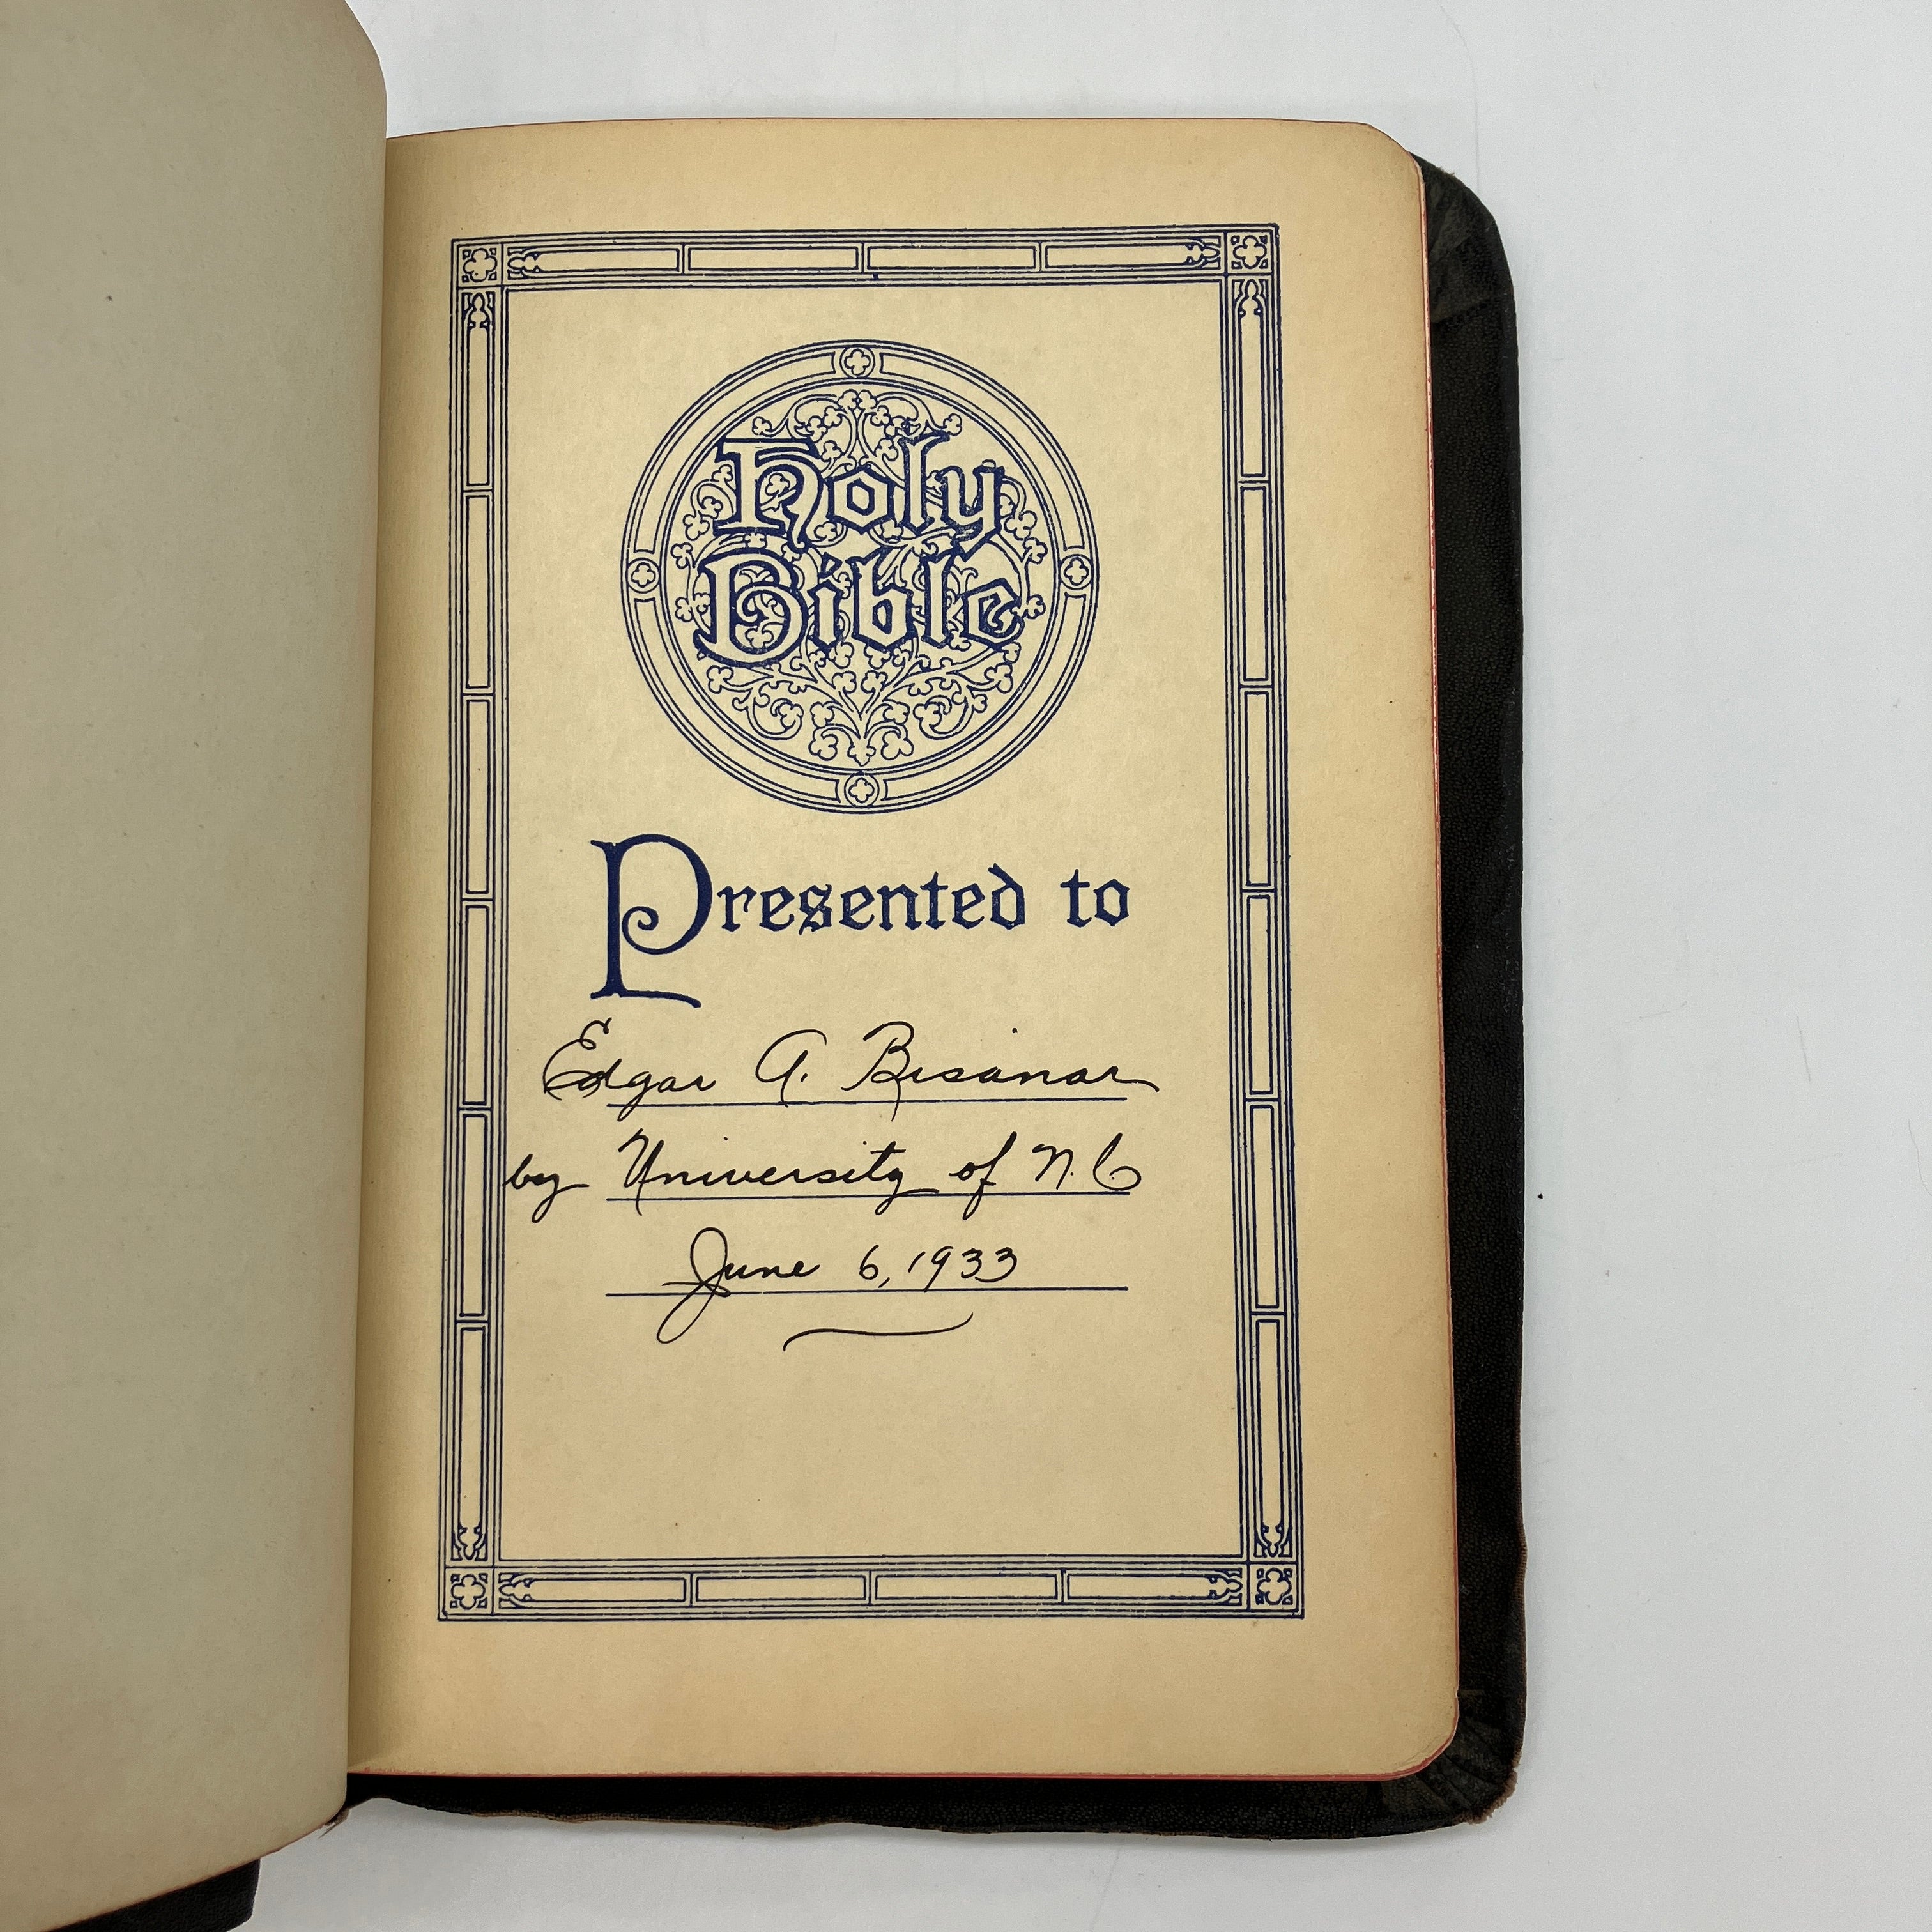 Holy
Bible
Presented to
Edgar A. Bisanar
by University of N.C
June 6, 1933